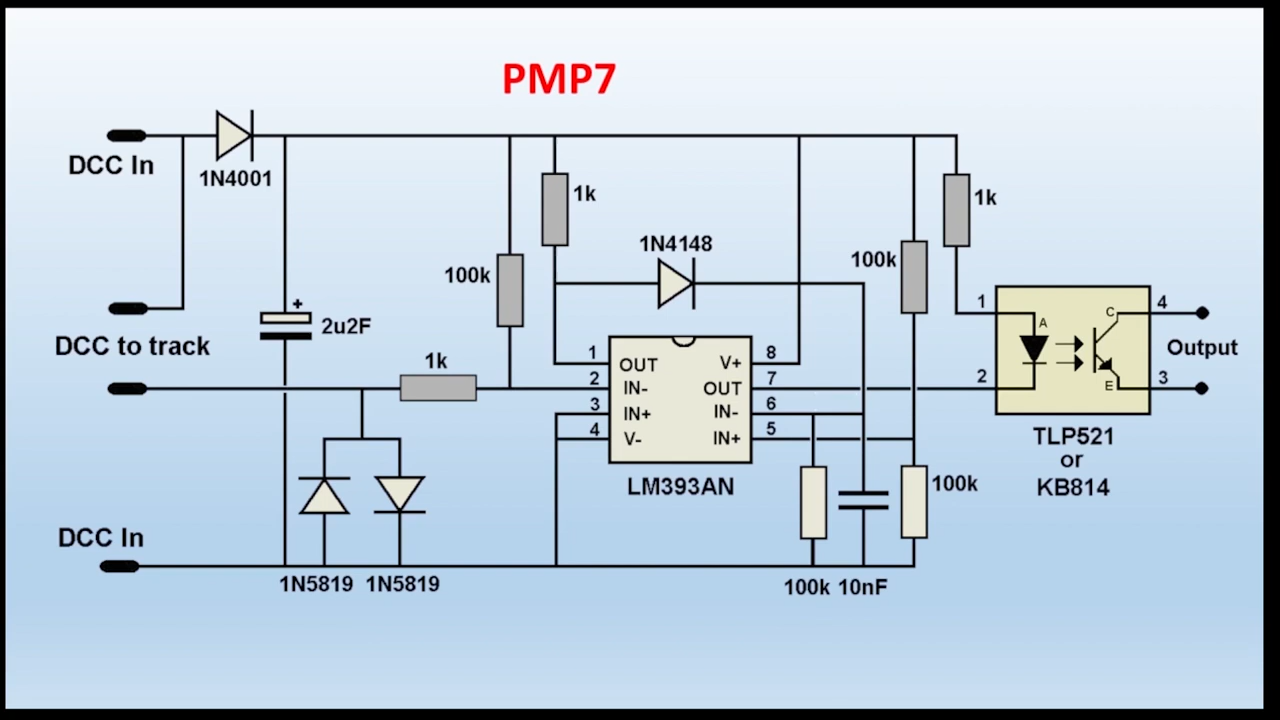 PMP7
DCC In
1N4001
1k
1k
1N4148
100k
100k
+
2u2F
DCC to track
1k
1 OUT V+ 8
2 IN- OUT 7
3 IN+ IN- 6
4 V- IN+ 5
LM393AN
1
2
A
C
E
4
3
Output
TLP521
or
KB814
100k
DCC In
1N5819 1N5819
100k 10nF